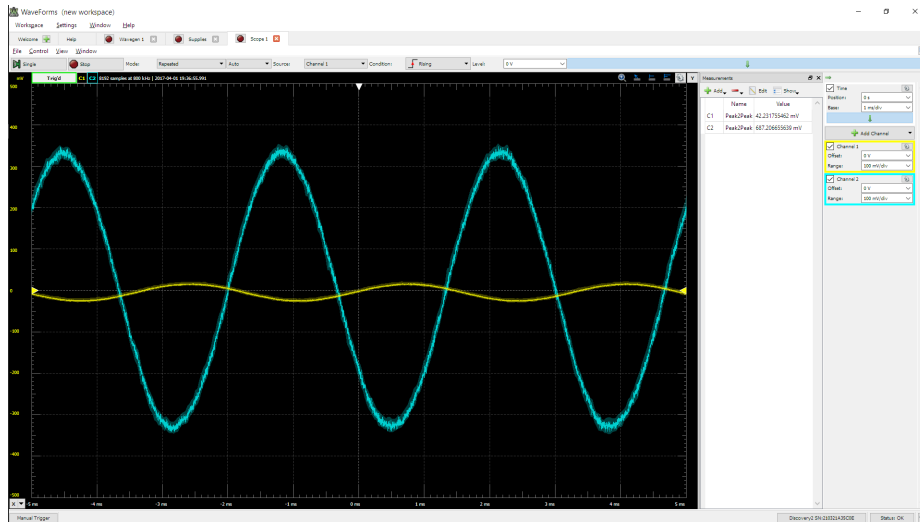 WaveForms (new workspace)
Workspace Settings Window Help
Welcome Help Wavegen 1 Supplies Scope 1
File Control View Window
Single Stop Mode: Repeated Auto Source: Channel 1 Condition: Rising Level: 0 V
mV Trig'd C1 C2 8192 samples at 800 kHz | 2017-04-01 19:36:55.991 Y
500
400
300
200
100
0
-100
-200
-300
-400
-500
X -5 ms -4 ms -3 ms -2 ms -1 ms 0 ms 1 ms 2 ms 3 ms 4 ms 5 ms
Measurements
Add Edit Show
Name Value
C1 Peak2Peak 42.231755462 mV
C2 Peak2Peak 687.206655639 mV
Time
Position: 0 s
Base: 1 ms/div
Add Channel
Channel 1
Offset: 0 V
Range: 100 mV/div
Channel 2
Offset: 0 V
Range: 100 mV/div
Manual Trigger Discovery2 SN:210321A35C8E Status: OK